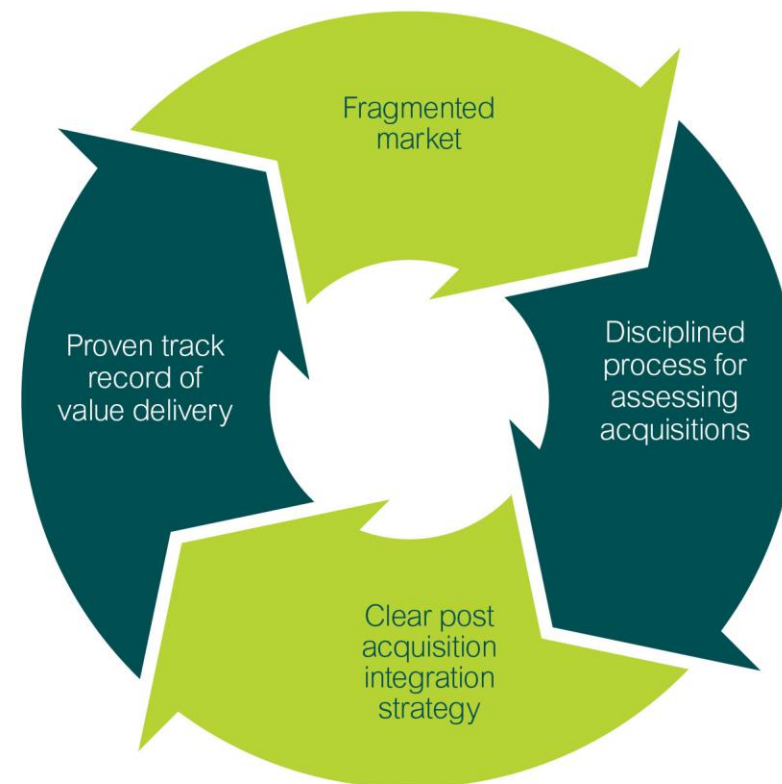 Fragmented
market
Disciplined
process for
assessing
acquisitions
Clear post
acquisition
integration
strategy
Proven track
record of
value delivery